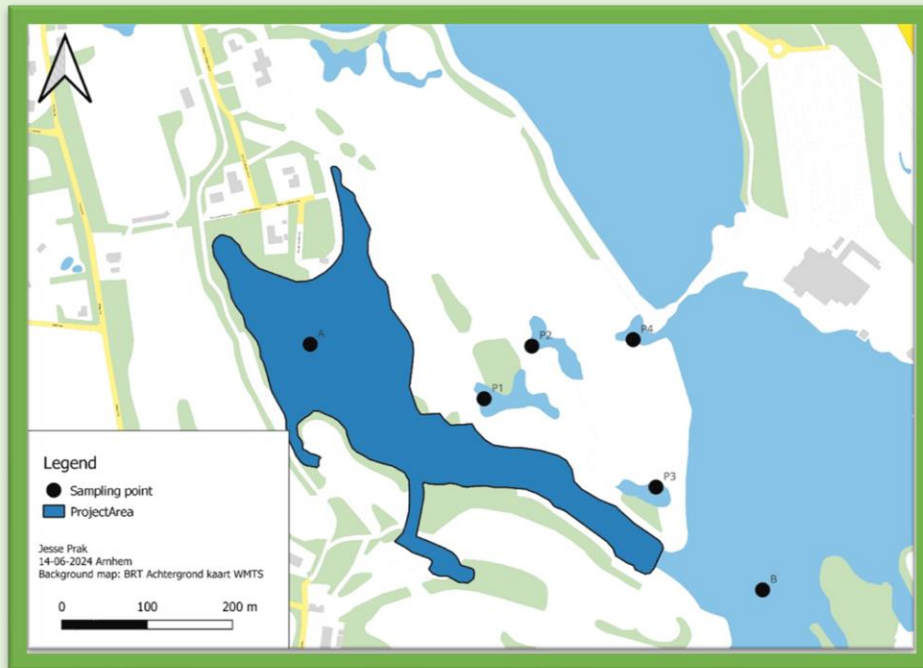 A
P2
P4
P1
P3
B
Legend
Sampling point
ProjectArea
Jesse Prak
14-06-2024 Arnhem
Background map: BRT Achtergrond kaart WMTS
0 100 200 m